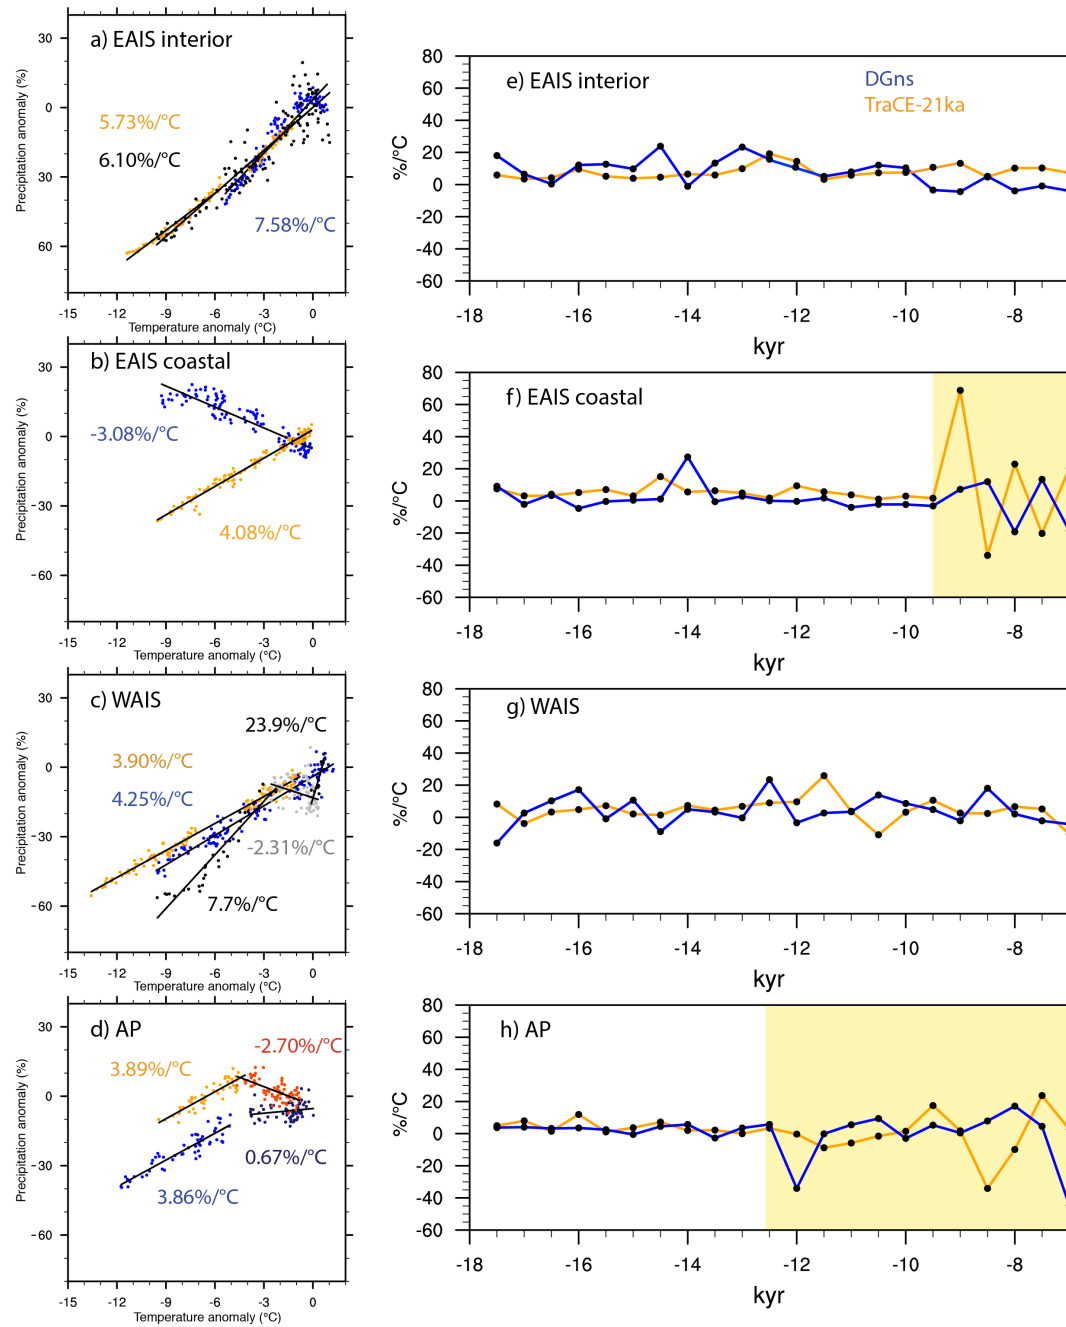 a) EAIS interior
Precipitation anomaly (%)
30
0
30
60
5.73%/°C
6.10%/°C
7.58%/°C
-15 -12 -9 -6 -3 0
Temperature anomaly (°C)
b) EAIS coastal
Precipitation anomaly (%)
30
0
-30
-60
-3.08%/°C
4.08%/°C
-15 -12 -9 -6 -3 0
Temperature anomaly (°C)
c) WAIS
Precipitation anomaly (%)
30
0
-30
-60
23.9%/°C
3.90%/°C
4.25%/°C
-2.31%/°C
7.7%/°C
-15 -12 -9 -6 -3 0
Temperature anomaly (°C)
d) AP
Precipitation anomaly (%)
30
0
-30
-60
-2.70%/°C
3.89%/°C
0.67%/°C
3.86%/°C
-15 -12 -9 -6 -3 0
Temperature anomaly (°C)
e) EAIS interior
DGns
TraCE-21ka
%/°C
80
60
40
20
0
-20
-40
-60
-18 -16 -14 -12 -10 -8
kyr
f) EAIS coastal
%/°C
80
60
40
20
0
-20
-40
-60
-18 -16 -14 -12 -10 -8
kyr
g) WAIS
%/°C
80
60
40
20
0
-20
-40
-60
-18 -16 -14 -12 -10 -8
kyr
h) AP
%/°C
80
60
40
20
0
-20
-40
-60
-18 -16 -14 -12 -10 -8
kyr